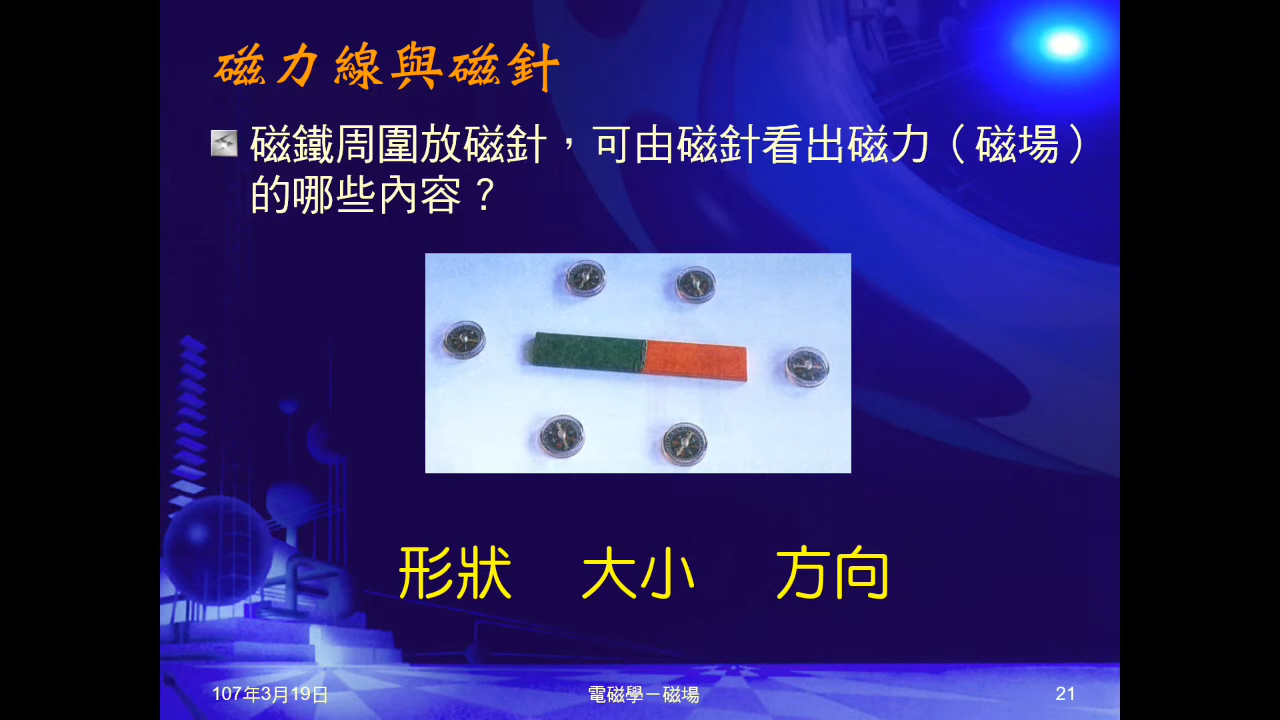 磁力線與磁針
磁鐵周圍放磁針，可由磁針看出磁力（磁場）
的哪些內容？
形狀 大小 方向
107年3月19日 電磁學－磁場 21